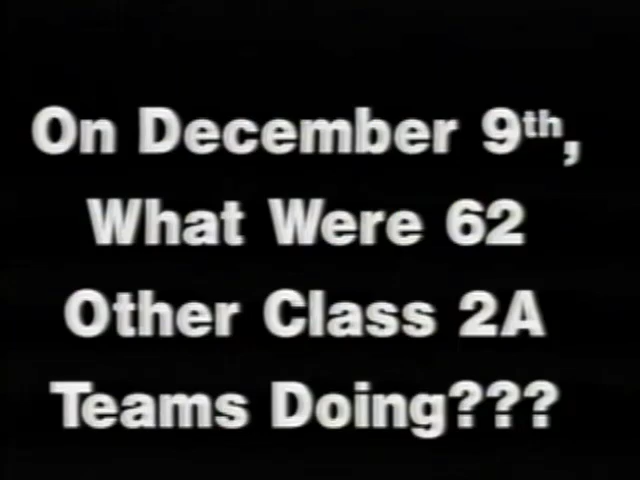 On December 9th,
What Were 62
Other Class 2A
Teams Doing???